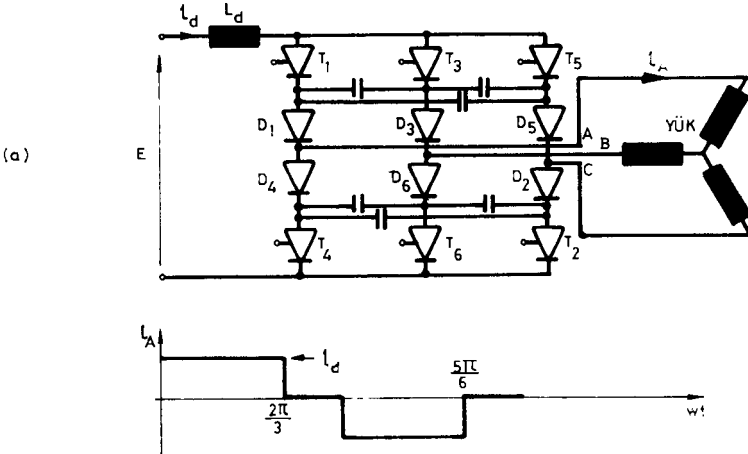 (a)
i_d L_d
T_1 T_3 T_5
D_1 D_3 D_5
E
A
B
C
i_A
YÜK
D_4 D_6 D_2
T_4 T_6 T_2
i_A
i_d
2π/3
5π/6
wt